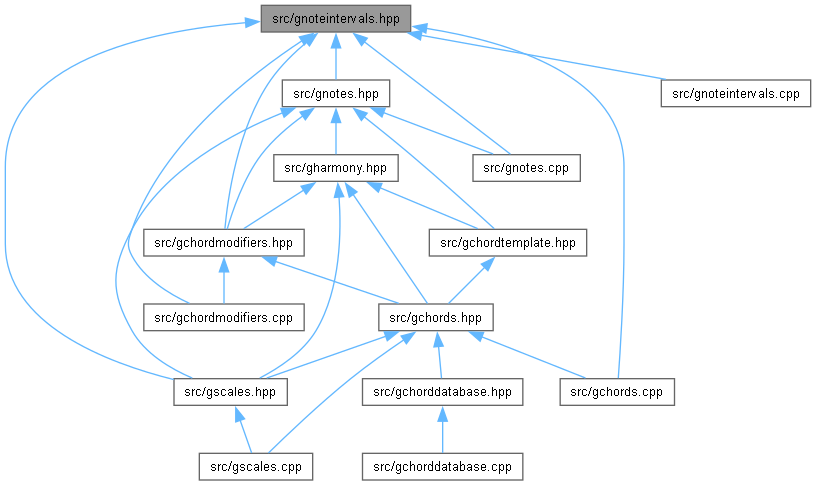 src/gnoteintervals.hpp
src/gnotes.hpp
src/gnoteintervals.cpp
src/gharmony.hpp
src/gnotes.cpp
src/gchordmodifiers.hpp
src/gchordtemplate.hpp
src/gchordmodifiers.cpp
src/gchords.hpp
src/gscales.hpp
src/gchorddatabase.hpp
src/gchords.cpp
src/gscales.cpp
src/gchorddatabase.cpp